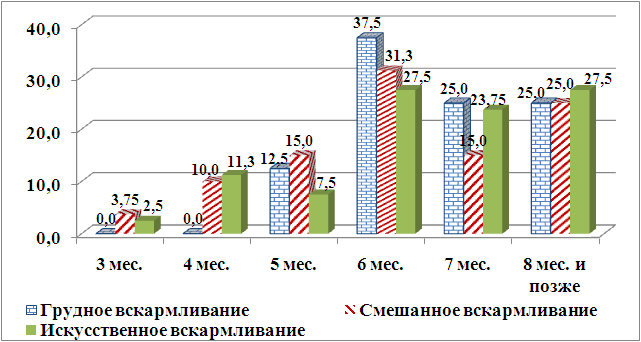 40,0
30,0
20,0
10,0
0,0
0,0 3,75 2,5
0,0 10,0 11,3
12,5 15,0 7,5
37,5 31,3 27,5
25,0 15,0 23,75
25,0 25,0 27,5
3 мес. 4 мес. 5 мес. 6 мес. 7 мес. 8 мес. и
позже
Грудное вскармливание Смешанное вскармливание
Искусственное вскармливание